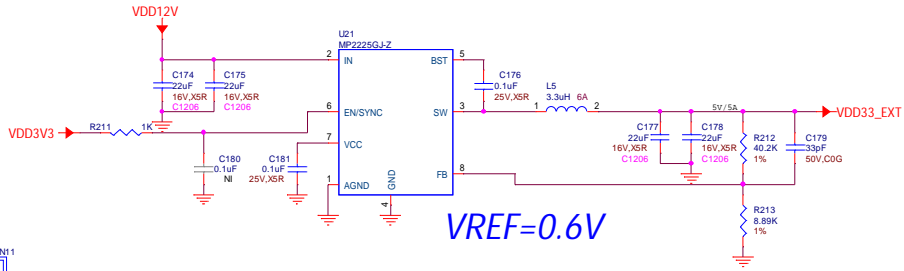 VDD12V
U21
MP2225GJ-Z
2 IN
BST 5
C174
22uF
16V,X5R
C1206
C175
22uF
16V,X5R
C1206
C176
0.1uF
25V,X5R
L5
3.3uH 6A
1 2
SW 3
5V/5A
VDD33_EXT
6 EN/SYNC
VDD3V3
R211 1K
7 VCC
C177
22uF
16V,X5R
C1206
C178
22uF
16V,X5R
C1206
R212
40.2K
1%
C179
33pF
50V,C0G
C180
0.1uF
NI
C181
0.1uF
25V,X5R
1 AGND
GND
4
FB 8
VREF=0.6V
R213
8.89K
1%
N11